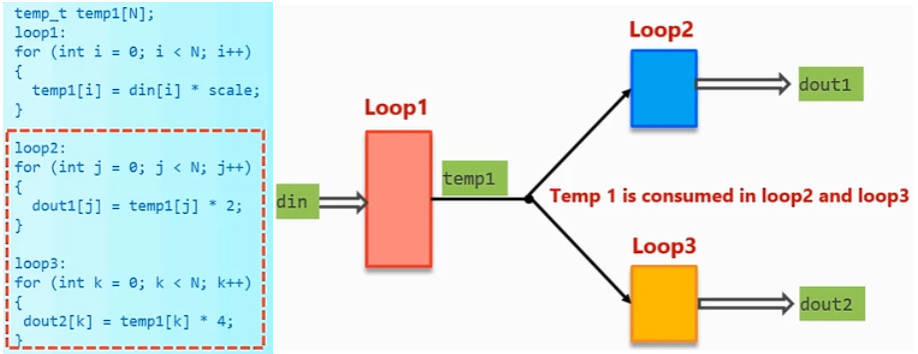 temp_t temp1[N];
loop1:
for (int i = 0; i < N; i++)
{
temp1[i] = din[i] * scale;
}
loop2:
for (int j = 0; j < N; j++)
{
dout1[j] = temp1[j] * 2;
}
loop3:
for (int k = 0; k < N; k++)
{
dout2[k] = temp1[k] * 4;
}
din
Loop1
temp1
Loop2
dout1
Temp 1 is consumed in loop2 and loop3
Loop3
dout2